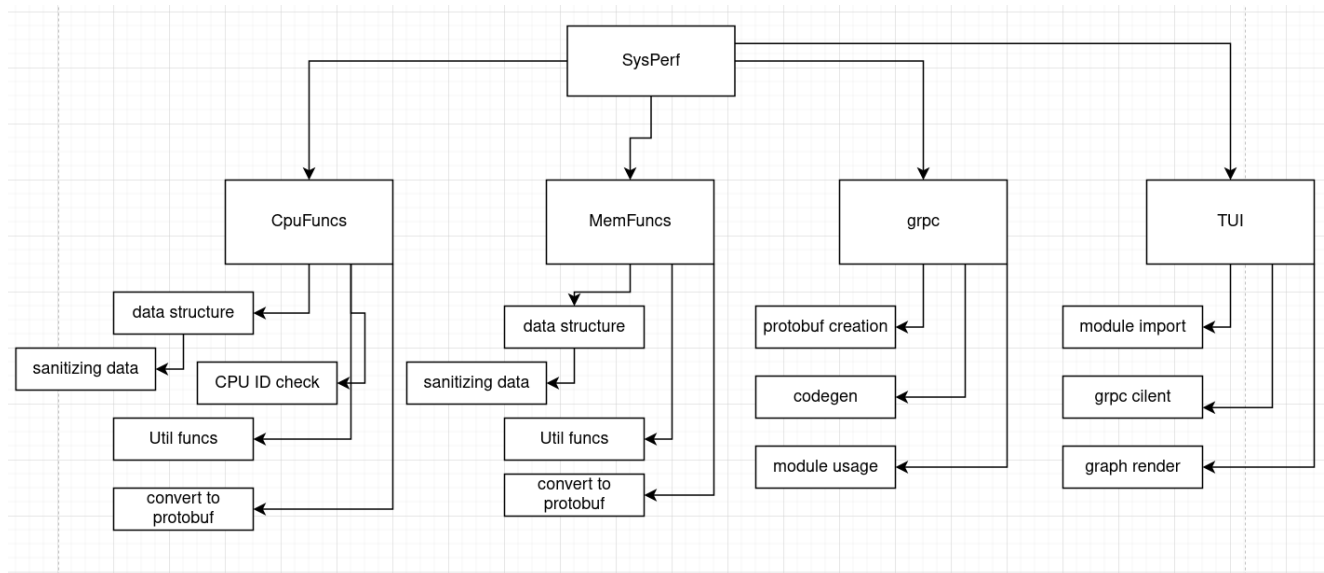 SysPerf
CpuFuncs
MemFuncs
grpc
TUI
data structure
sanitizing data
CPU ID check
Util funcs
convert to
protobuf
data structure
sanitizing data
Util funcs
convert to
protobuf
protobuf creation
codegen
module usage
module import
grpc cilent
graph render